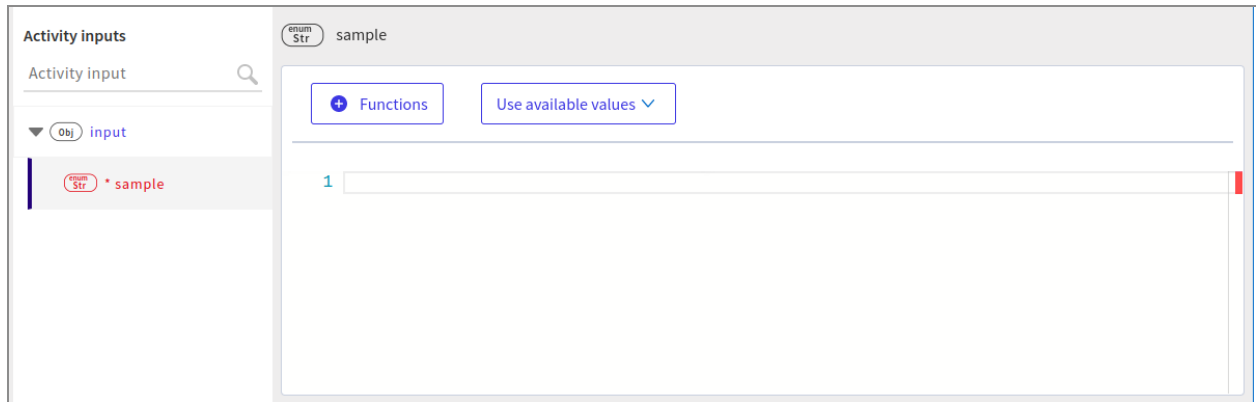 Activity inputs
enum
Str
sample
Activity input
Functions
Use available values
Obj
input
enum
Str
* sample
1